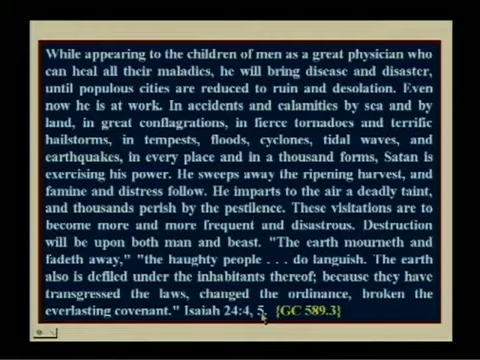 While appearing to the children of men as a great physician who
can heal all their maladies, he will bring disease and disaster,
until populous cities are reduced to ruin and desolation. Even
now he is at work. In accidents and calamities by sea and by
land, in great conflagrations, in fierce tornadoes and terrific
hailstorms, in tempests, floods, cyclones, tidal waves, and
earthquakes, in every place and in a thousand forms, Satan is
exercising his power. He sweeps away the ripening harvest, and
famine and distress follow. He imparts to the air a deadly taint,
and thousands perish by the pestilence. These visitations are to
become more and more frequent and disastrous. Destruction
will be upon both man and beast. "The earth mourneth and
fadeth away," "the haughty people . . . do languish. The earth
also is defiled under the inhabitants thereof; because they have
transgressed the laws, changed the ordinance, broken the
everlasting covenant." Isaiah 24:4, 5. {GC 589.3}